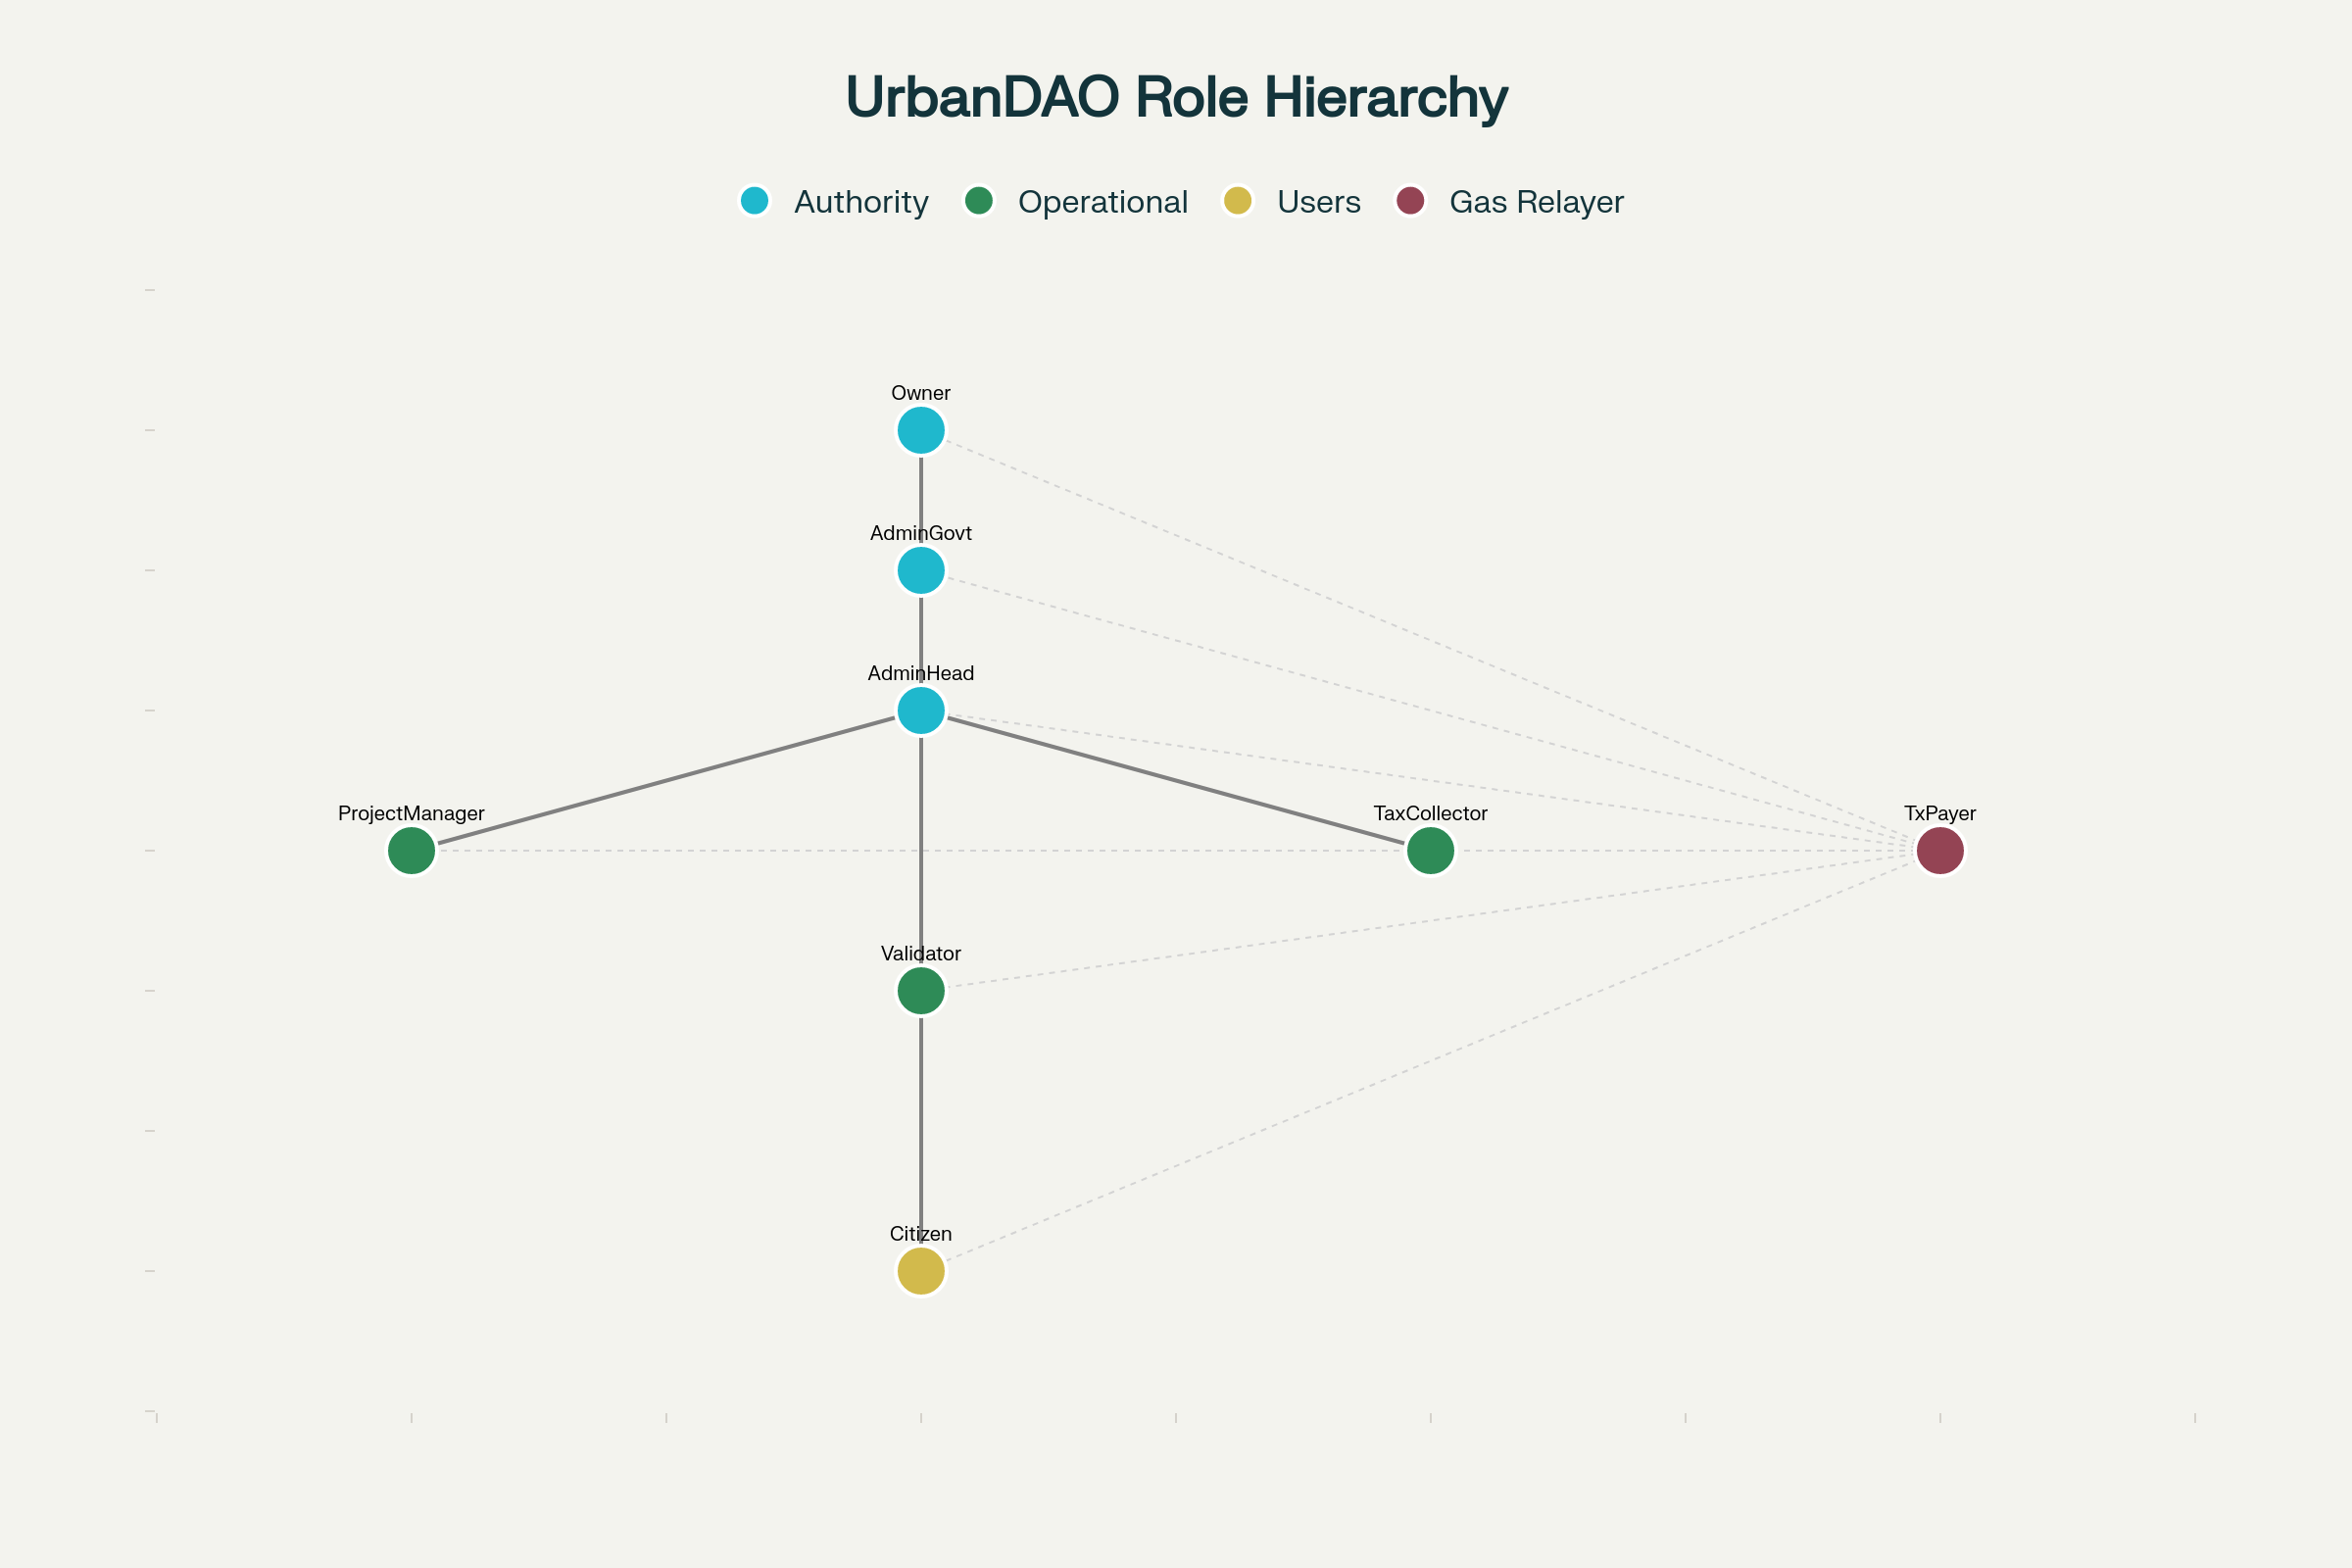 UrbanDAO Role Hierarchy
Authority Operational Users Gas Relayer
Owner
AdminGovt
AdminHead
ProjectManager TaxCollector TxPayer
Validator
Citizen